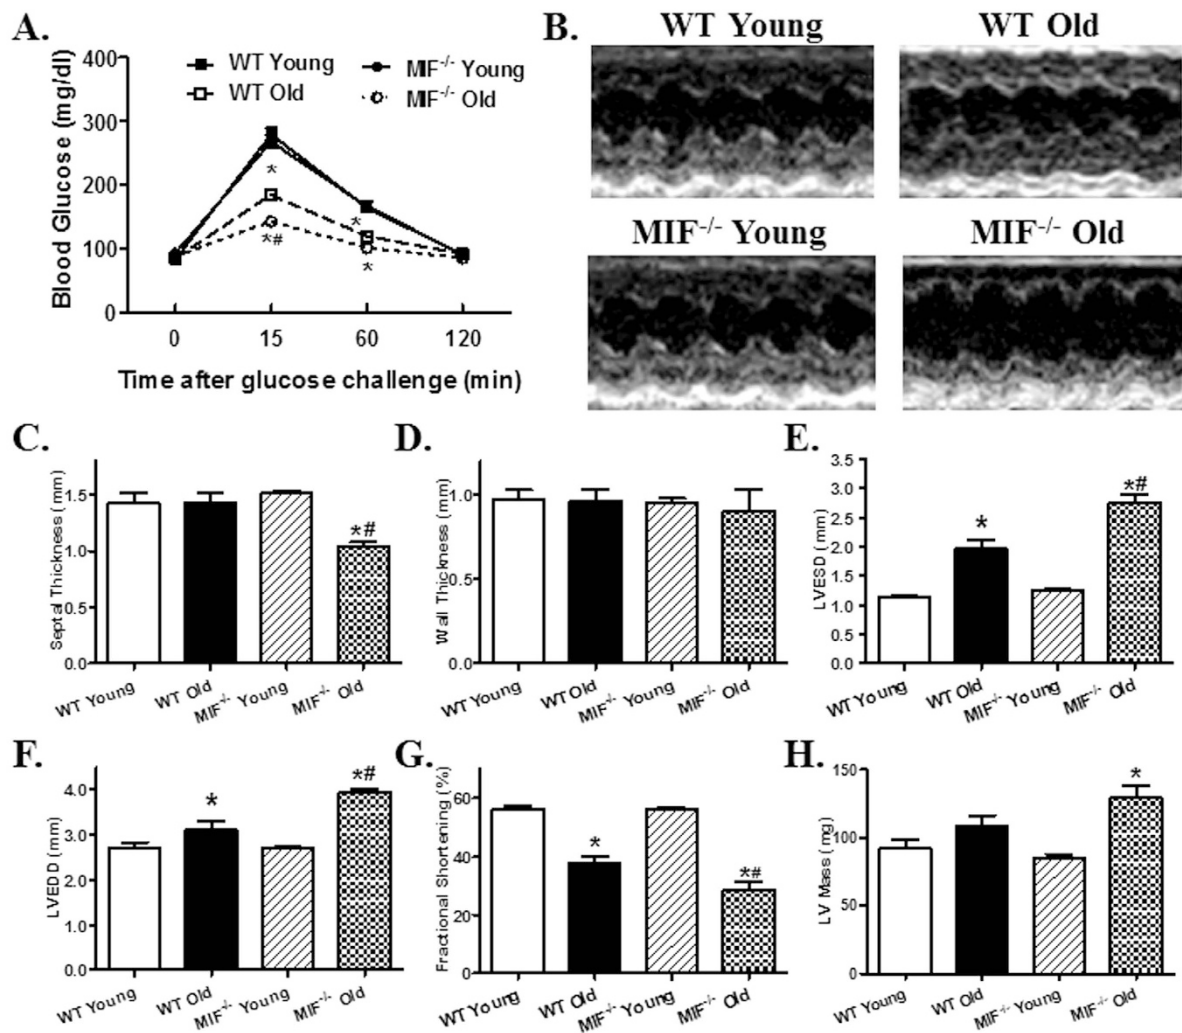 A.
WT Young
WT Old
MIF-/- Young
MIF-/- Old
Blood Glucose (mg/dl)
400
300
200
100
0
*
*#
*
*
0 15 60 120
Time after glucose challenge (min)
B.
WT Young
WT Old
MIF-/- Young
MIF-/- Old
C.
Septal Thickness (mm)
1.5
1.0
0.5
0.0
*#
WT Young
WT Old
MIF-/- Young
MIF-/- Old
D.
Wall Thickness (mm)
1.0
0.5
0.0
WT Young
WT Old
MIF-/- Young
MIF-/- Old
E.
LVESD (mm)
3.5
3.0
2.5
2.0
1.5
1.0
0.5
0.0
*
*#
WT Young
WT Old
MIF-/- Young
MIF-/- Old
F.
LVEDD (mm)
4.0
3.0
2.0
1.0
0.0
*
*#
WT Young
WT Old
MIF-/- Young
MIF-/- Old
G.
Fractional Shortening (%)
60
40
20
0
*
*#
WT Young
WT Old
MIF-/- Young
MIF-/- Old
H.
LV Mass (mg)
150
100
50
0
*
WT Young
WT Old
MIF-/- Young
MIF-/- Old